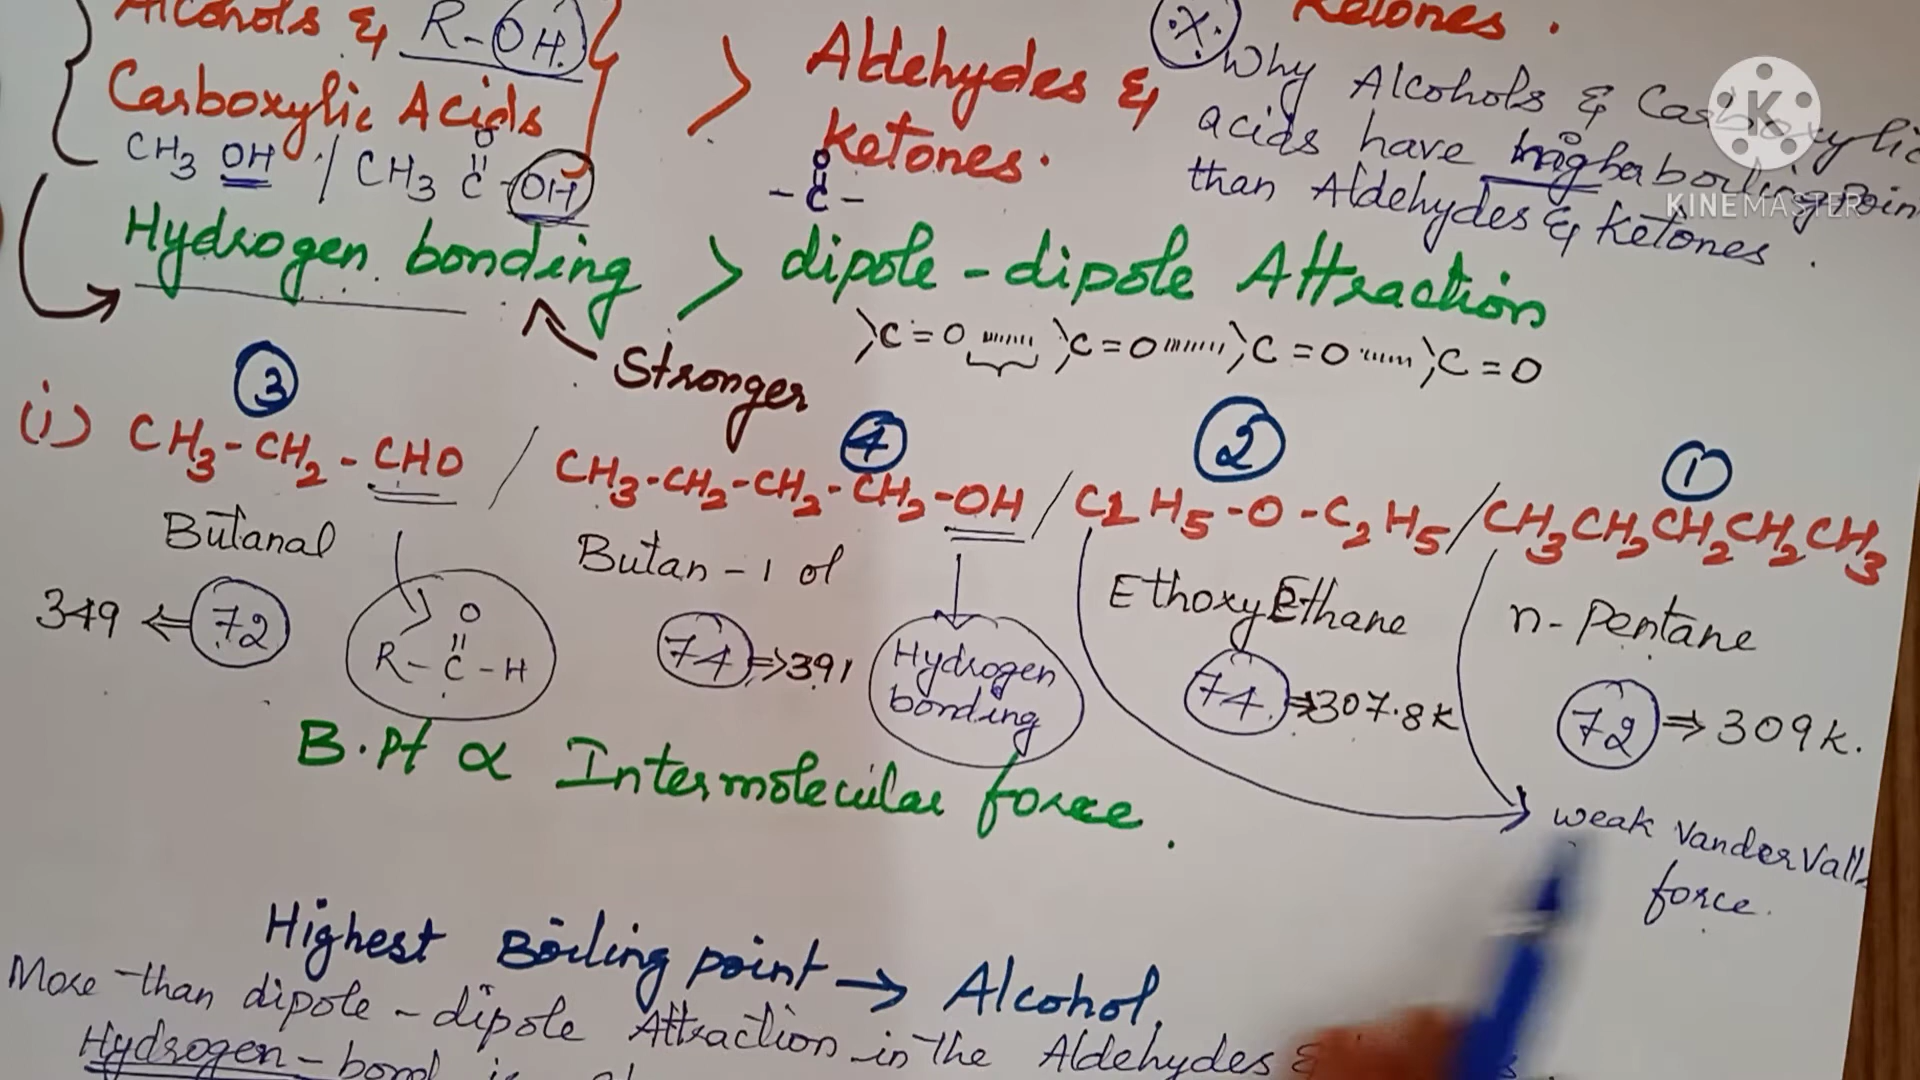 Alcohols & R-OH
Carboxylic Acids
CH3 OH / CH3 C OH
O
> Aldehydes &
Ketones.
O
- C -
Ketones.
.X. Why Alcohols & Carboxylic
acids have higher boiling Poin
than Aldehydes & Ketones.
K
KINEMASTER
Hydrogen bonding > dipole-dipole Attraction
C=O C=O C=O C=O
Stronger
3 4 2 1
(i) CH3-CH2-CHO / CH3-CH2-CH2-CH2-OH / C2H5-O-C2H5 / CH3CH2CH2CH2CH3
Butanal Butan-1 ol Ethoxy Ethane n-Pentane
349 ⇐ 72 74 ⇒ 391 74 ⇒ 307.8K 72 ⇒ 309K.
O
R-C-H
Hydrogen
bonding
B.Pt ∝ Intermolecular force.
weak Vander Valls
force.
Highest Boiling point → Alcohol,
More than dipole-dipole Attraction in the Aldehydes &
Hydrogen-bond